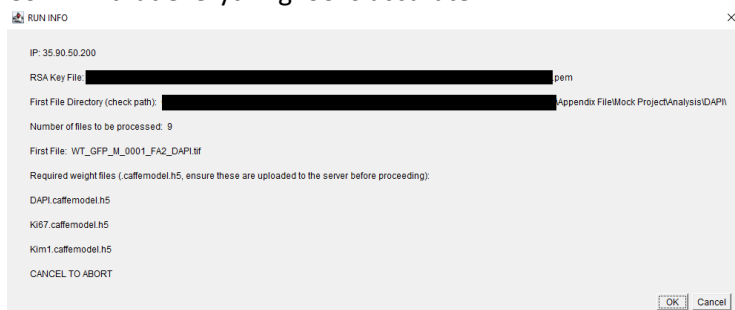 RUN INFO
IP: 35.90.50.200
RSA Key File: .pem
First File Directory (check path): \Appendix File\Mock Project\Analysis\DAPI\
Number of files to be processed: 9
First File: WT_GFP_M_0001_FA2_DAPI.tif
Required weight files (.caffemodel.h5, ensure these are uploaded to the server before proceeding):
DAPI.caffemodel.h5
Ki67.caffemodel.h5
Kim1.caffemodel.h5
CANCEL TO ABORT
OK Cancel